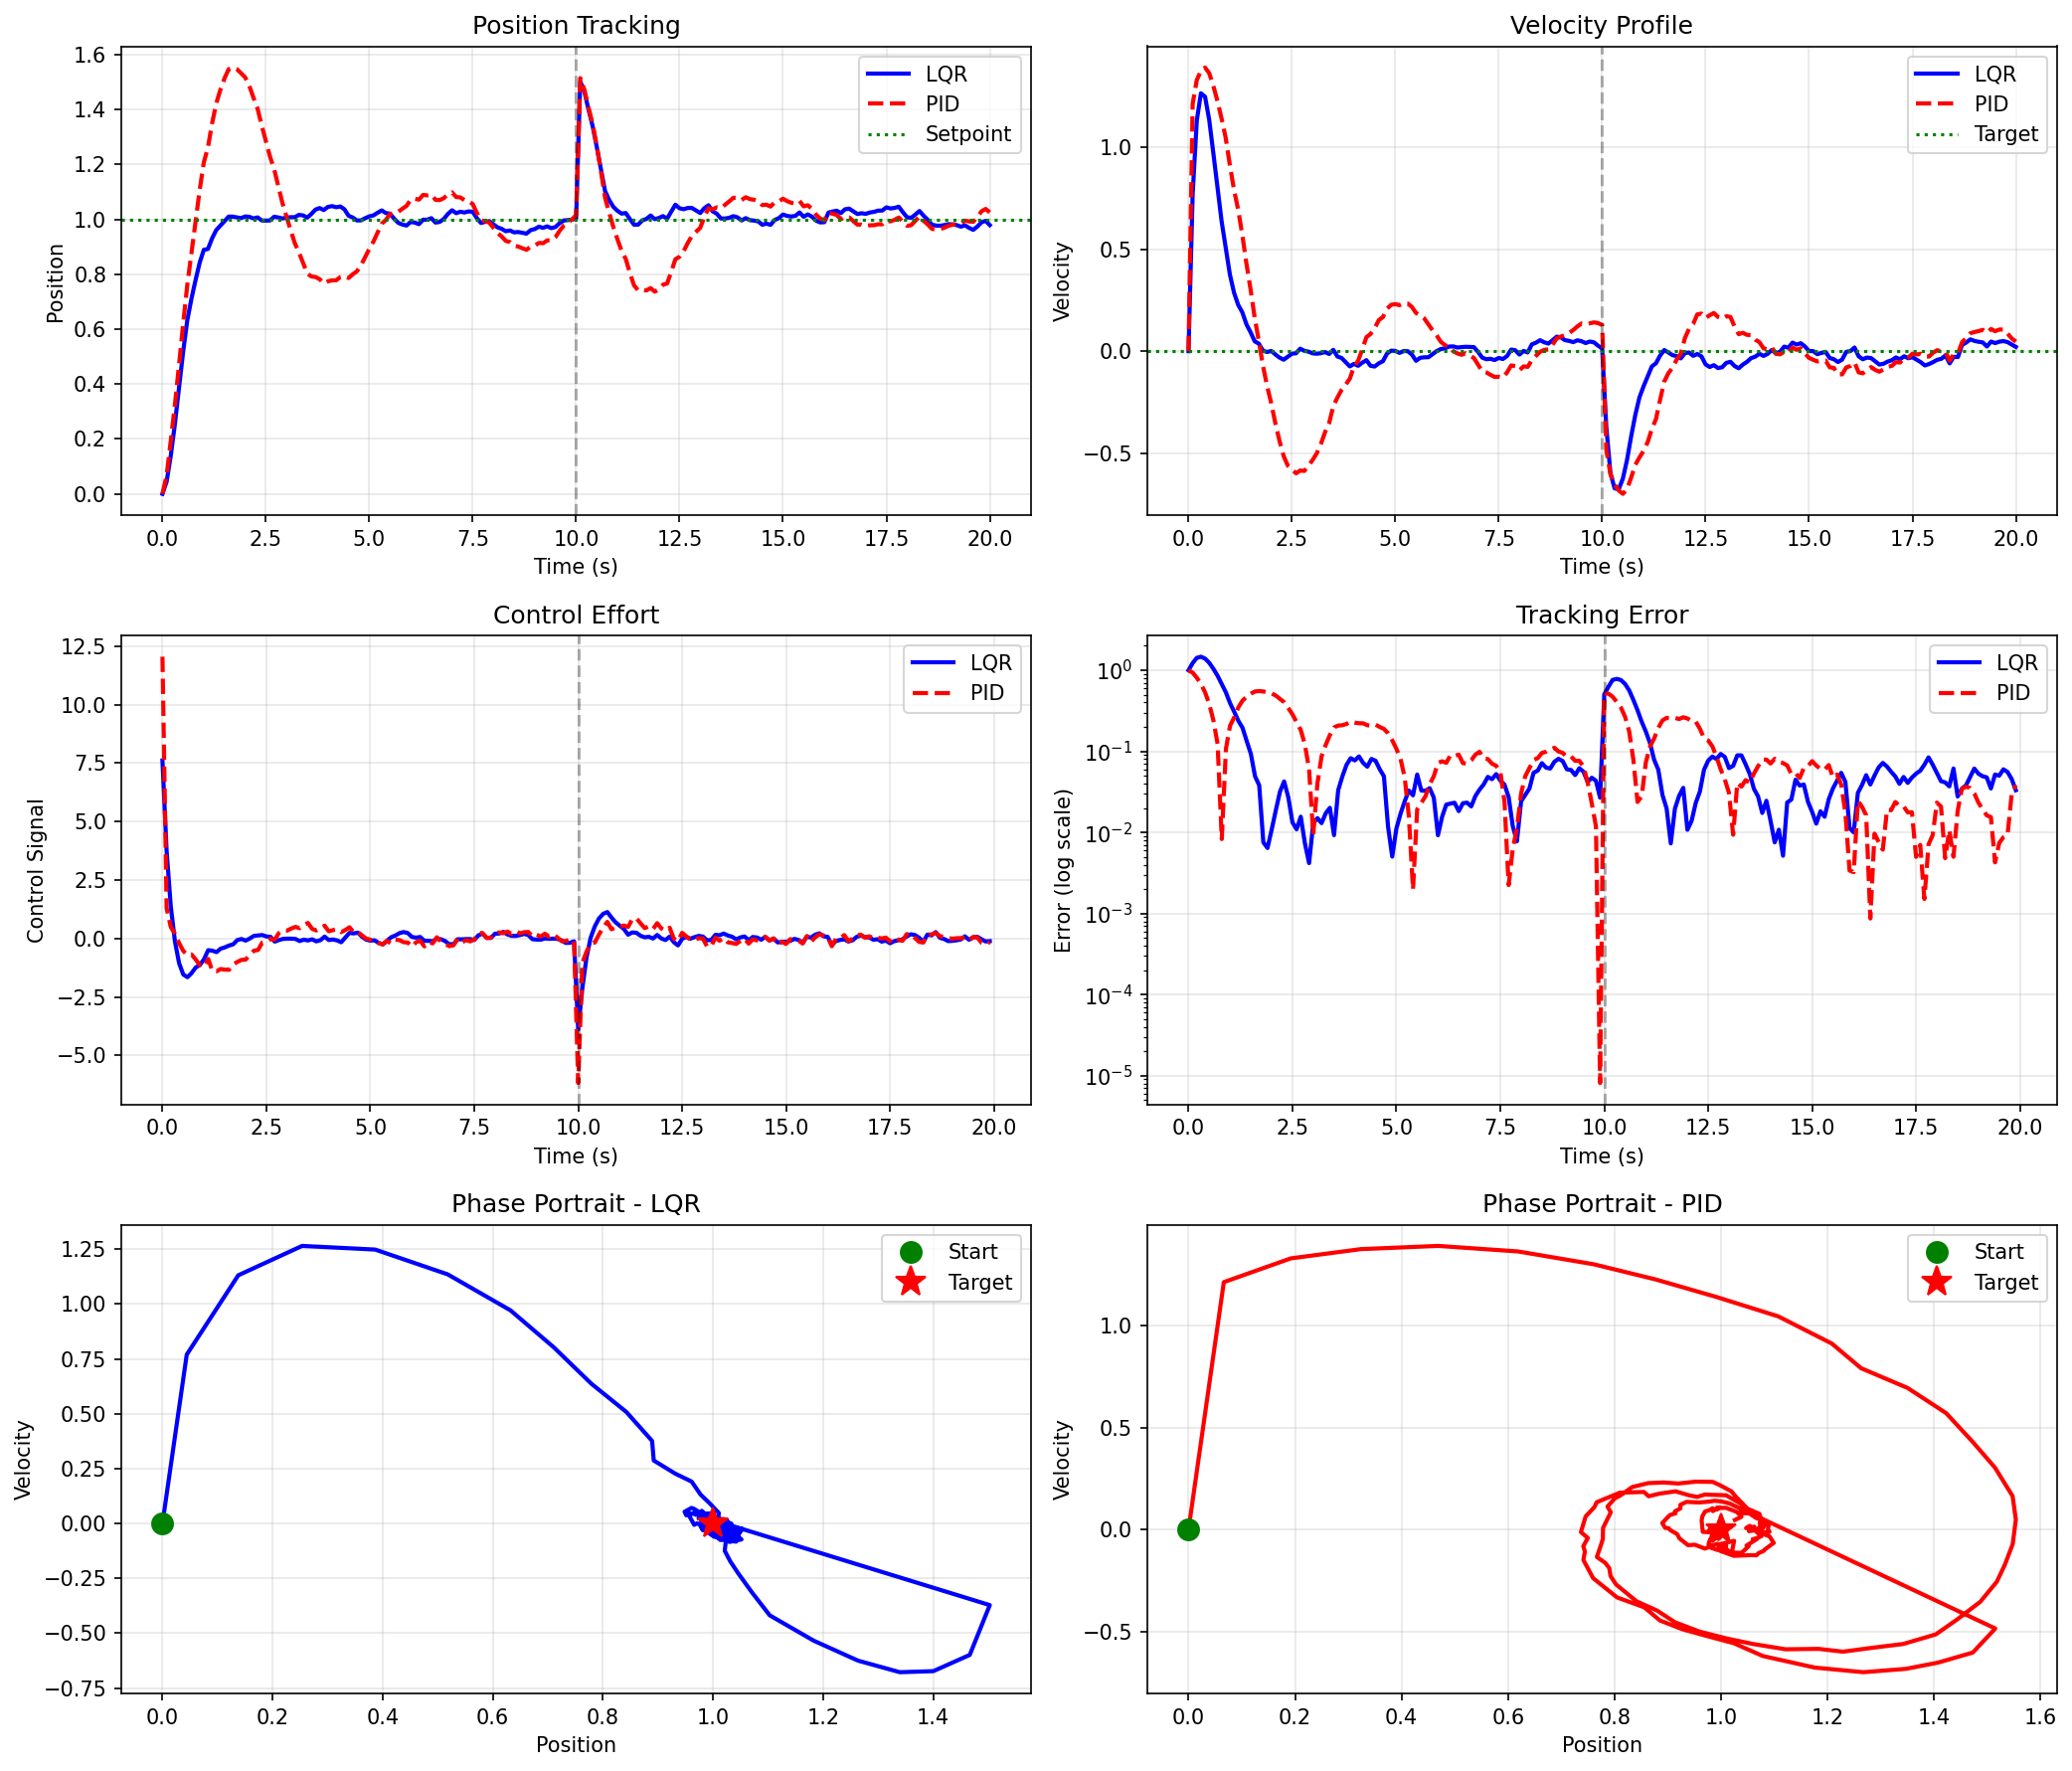 Position Tracking
1.6
1.4
1.2
1.0
0.8
0.6
0.4
0.2
0.0
Position
0.0 2.5 5.0 7.5 10.0 12.5 15.0 17.5 20.0
Time (s)
LQR
PID
Setpoint
Velocity Profile
1.0
0.5
0.0
−0.5
Velocity
0.0 2.5 5.0 7.5 10.0 12.5 15.0 17.5 20.0
Time (s)
LQR
PID
Target
Control Effort
12.5
10.0
7.5
5.0
2.5
0.0
−2.5
−5.0
Control Signal
0.0 2.5 5.0 7.5 10.0 12.5 15.0 17.5 20.0
Time (s)
LQR
PID
Tracking Error
10⁰
10⁻¹
10⁻²
10⁻³
10⁻⁴
10⁻⁵
Error (log scale)
0.0 2.5 5.0 7.5 10.0 12.5 15.0 17.5 20.0
Time (s)
LQR
PID
Phase Portrait - LQR
1.25
1.00
0.75
0.50
0.25
0.00
−0.25
−0.50
−0.75
Velocity
0.0 0.2 0.4 0.6 0.8 1.0 1.2 1.4
Position
Start
Target
Phase Portrait - PID
1.0
0.5
0.0
−0.5
Velocity
0.0 0.2 0.4 0.6 0.8 1.0 1.2 1.4 1.6
Position
Start
Target